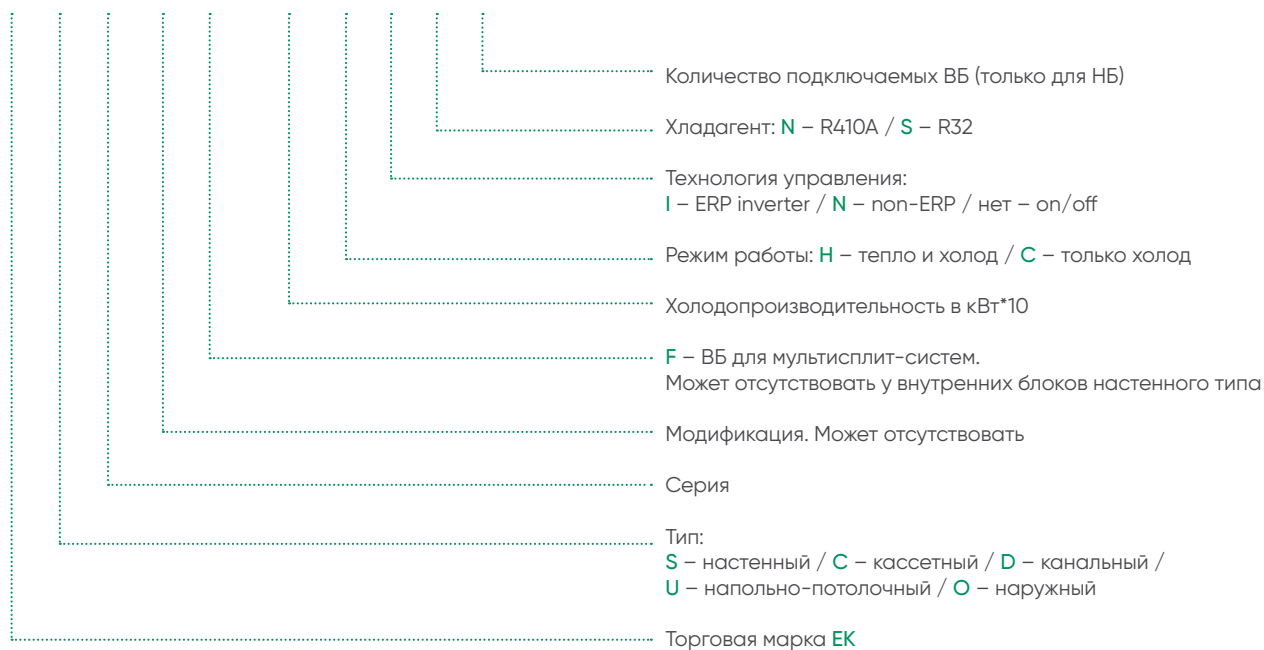 Количество подключаемых ВБ (только для НБ)
Хладагент: N – R410A / S – R32
Технология управления:
I – ERP inverter / N – non-ERP / нет – on/off
Режим работы: H – тепло и холод / C – только холод
Холодопроизводительность в кВт*10
F – ВБ для мультисплит-систем.
Может отсутствовать у внутренних блоков настенного типа
Модификация. Может отсутствовать
Серия
Тип:
S – настенный / C – кассетный / D – канальный /
U – напольно-потолочный / O – наружный
Торговая марка EK